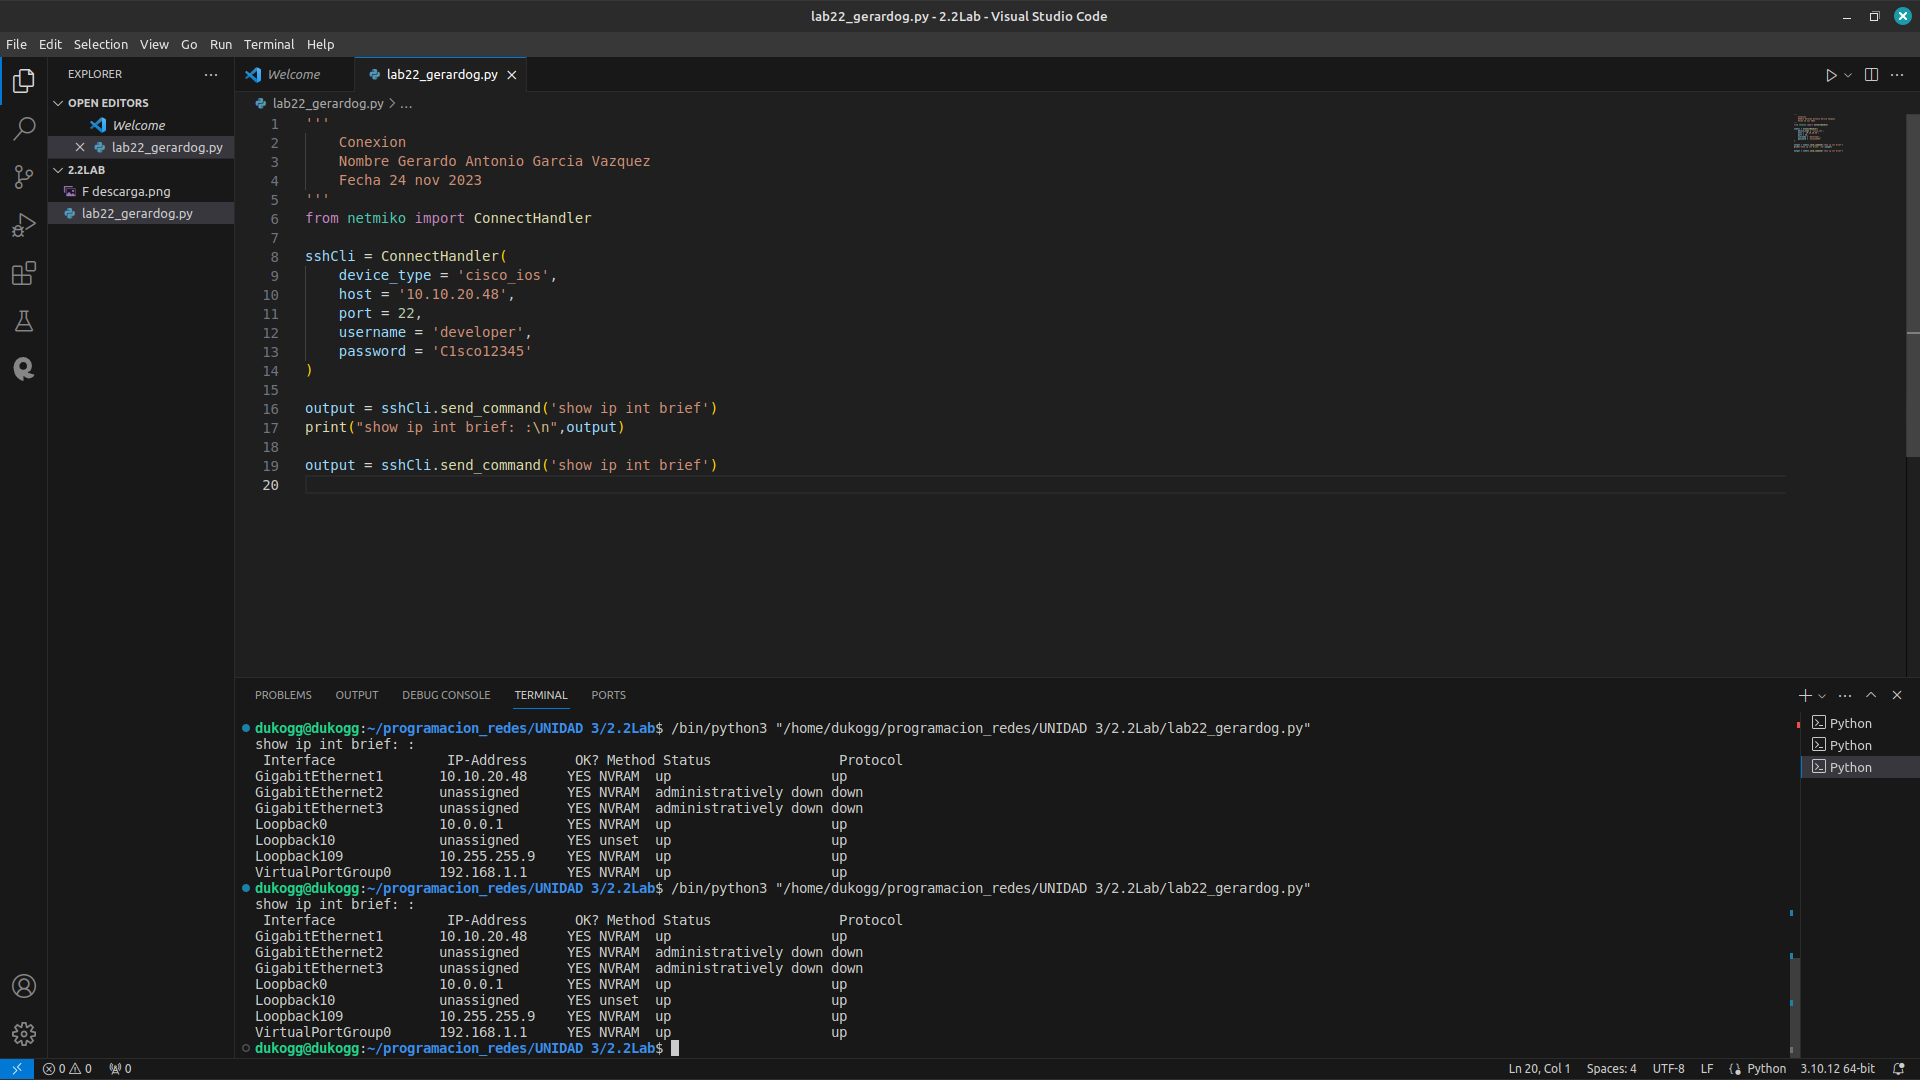 lab22_gerardog.py - 2.2Lab - Visual Studio Code
File Edit Selection View Go Run Terminal Help
EXPLORER
OPEN EDITORS
Welcome
lab22_gerardog.py
2.2LAB
F descarga.png
lab22_gerardog.py
Welcome
lab22_gerardog.py
lab22_gerardog.py > ...
1 '''
2     Conexion
3     Nombre Gerardo Antonio Garcia Vazquez
4     Fecha 24 nov 2023
5 '''
6 from netmiko import ConnectHandler
7
8 sshCli = ConnectHandler(
9     device_type = 'cisco_ios',
10     host = '10.10.20.48',
11     port = 22,
12     username = 'developer',
13     password = 'C1sco12345'
14 )
15
16 output = sshCli.send_command('show ip int brief')
17 print("show ip int brief: :\n",output)
18
19 output = sshCli.send_command('show ip int brief')
20
PROBLEMS OUTPUT DEBUG CONSOLE TERMINAL PORTS
dukogg@dukogg:~/programacion_redes/UNIDAD 3/2.2Lab$ /bin/python3 "/home/dukogg/programacion_redes/UNIDAD 3/2.2Lab/lab22_gerardog.py"
show ip int brief: :
 Interface              IP-Address      OK? Method Status                Protocol
GigabitEthernet1       10.10.20.48     YES NVRAM  up                    up
GigabitEthernet2       unassigned      YES NVRAM  administratively down down
GigabitEthernet3       unassigned      YES NVRAM  administratively down down
Loopback0              10.0.0.1        YES NVRAM  up                    up
Loopback10             unassigned      YES unset  up                    up
Loopback109            10.255.255.9    YES NVRAM  up                    up
VirtualPortGroup0      192.168.1.1     YES NVRAM  up                    up
dukogg@dukogg:~/programacion_redes/UNIDAD 3/2.2Lab$ /bin/python3 "/home/dukogg/programacion_redes/UNIDAD 3/2.2Lab/lab22_gerardog.py"
show ip int brief: :
 Interface              IP-Address      OK? Method Status                Protocol
GigabitEthernet1       10.10.20.48     YES NVRAM  up                    up
GigabitEthernet2       unassigned      YES NVRAM  administratively down down
GigabitEthernet3       unassigned      YES NVRAM  administratively down down
Loopback0              10.0.0.1        YES NVRAM  up                    up
Loopback10             unassigned      YES unset  up                    up
Loopback109            10.255.255.9    YES NVRAM  up                    up
VirtualPortGroup0      192.168.1.1     YES NVRAM  up                    up
dukogg@dukogg:~/programacion_redes/UNIDAD 3/2.2Lab$
Python
Python
Python
0 0 0
Ln 20, Col 1 Spaces: 4 UTF-8 LF Python 3.10.12 64-bit